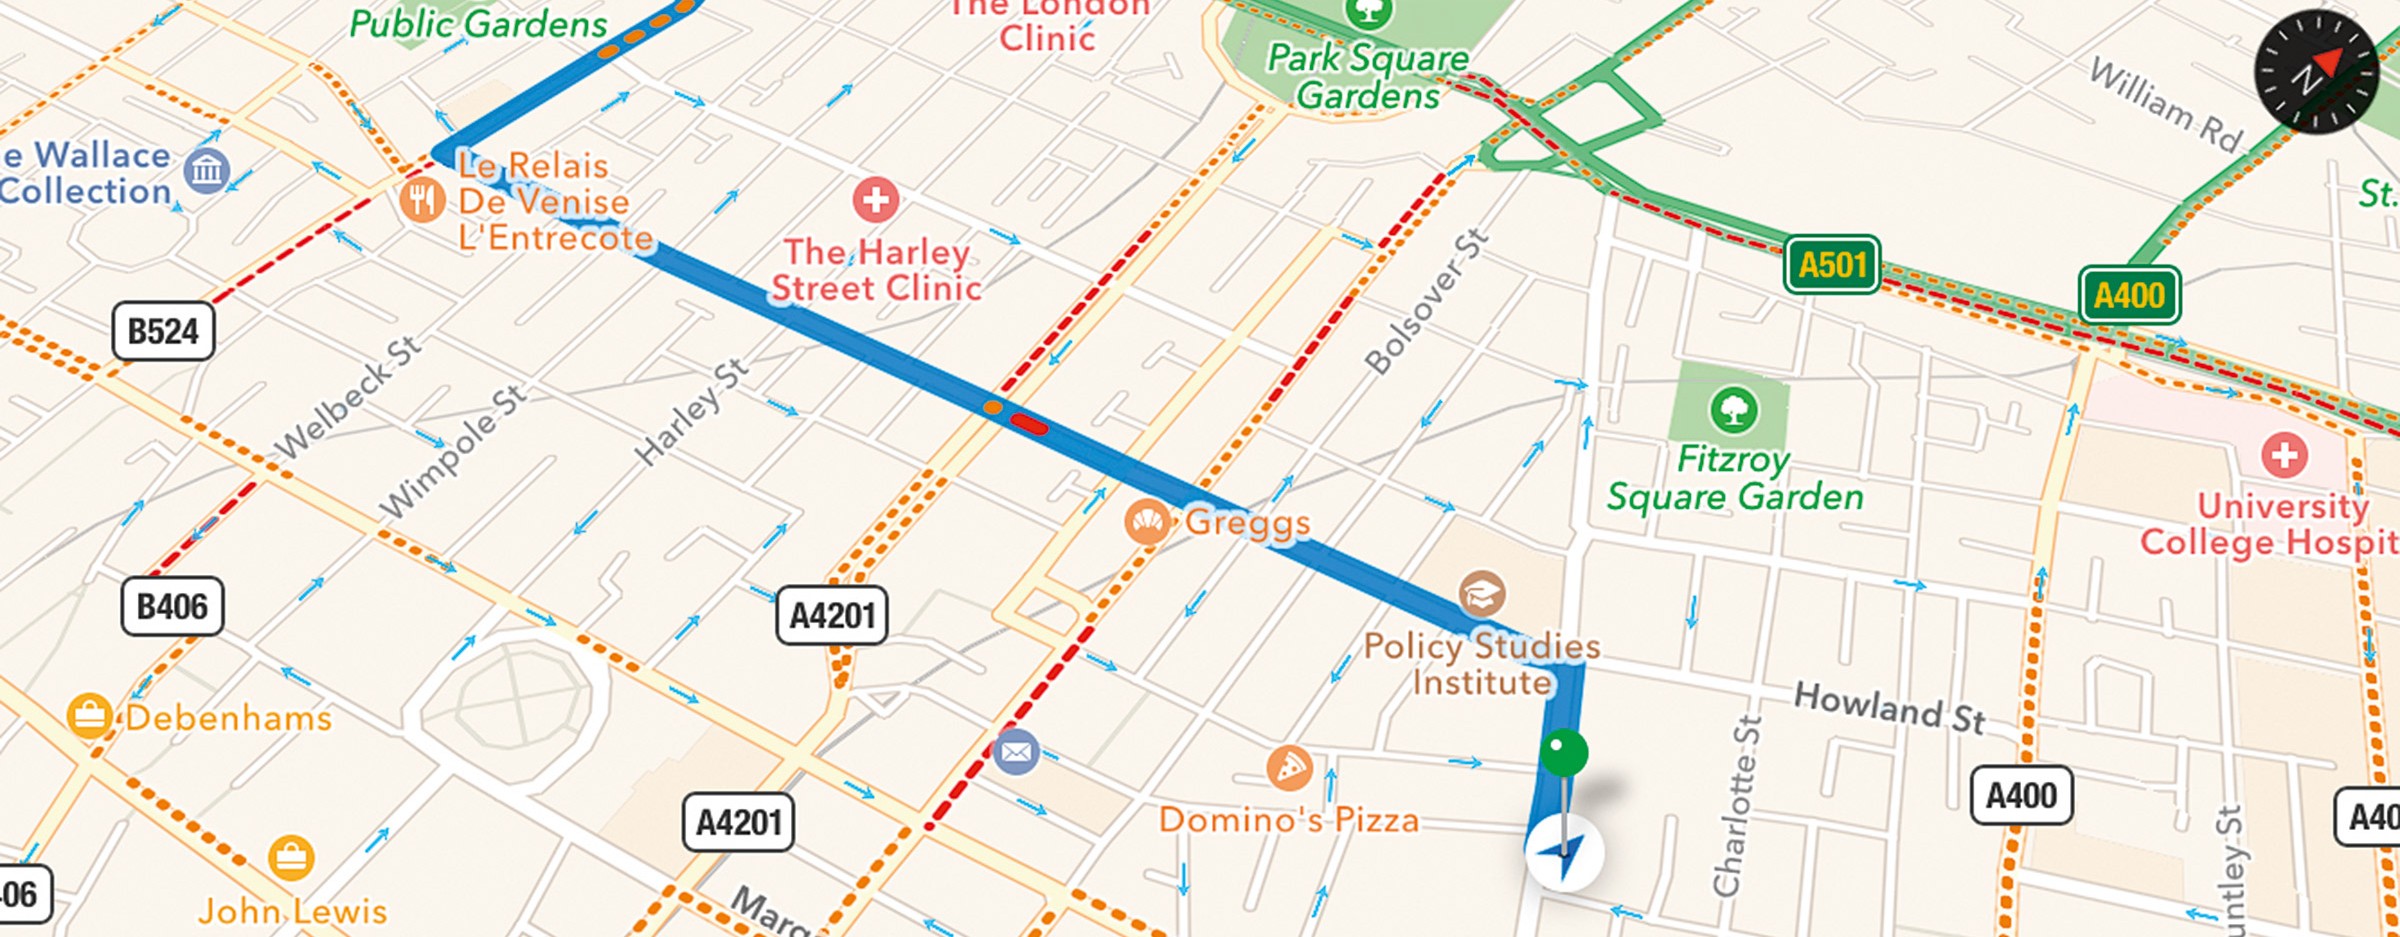 Public Gardens
The London
Clinic
Park Square
Gardens
William Rd
N
e Wallace
Collection
Le Relais
De Venise
L'Entrecote
The Harley
Street Clinic
St.
Bolsover St
A501
A400
B524
Welbeck St
Wimpole St
Harley St
Fitzroy
Square Garden
University
College Hospit
Greggs
B406
A4201
Policy Studies
Institute
Howland St
Debenhams
Charlotte St
Domino's Pizza
A400
A40
A4201
untley St
06
John Lewis
Marg